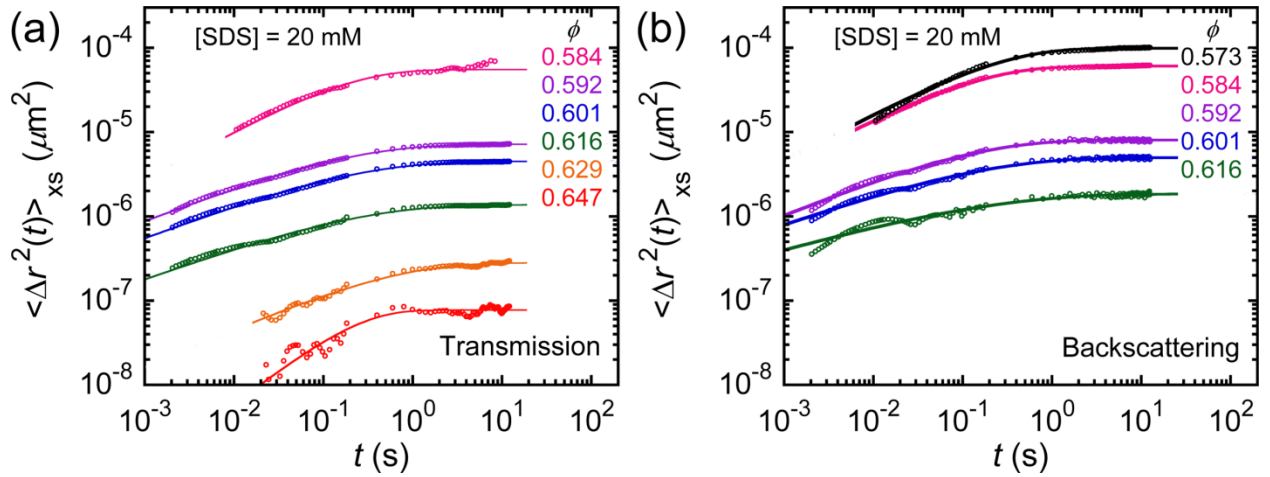 (a)
[SDS] = 20 mM
ϕ
0.584
0.592
0.601
0.616
0.629
0.647
Transmission
10⁻⁴
10⁻⁵
10⁻⁶
10⁻⁷
10⁻⁸
<Δr²(t)>xs (μm²)
10⁻³ 10⁻² 10⁻¹ 10⁰ 10¹ 10²
t (s)
(b)
[SDS] = 20 mM
ϕ
0.573
0.584
0.592
0.601
0.616
Backscattering
10⁻⁴
10⁻⁵
10⁻⁶
10⁻⁷
10⁻⁸
<Δr²(t)>xs (μm²)
10⁻³ 10⁻² 10⁻¹ 10⁰ 10¹ 10²
t (s)